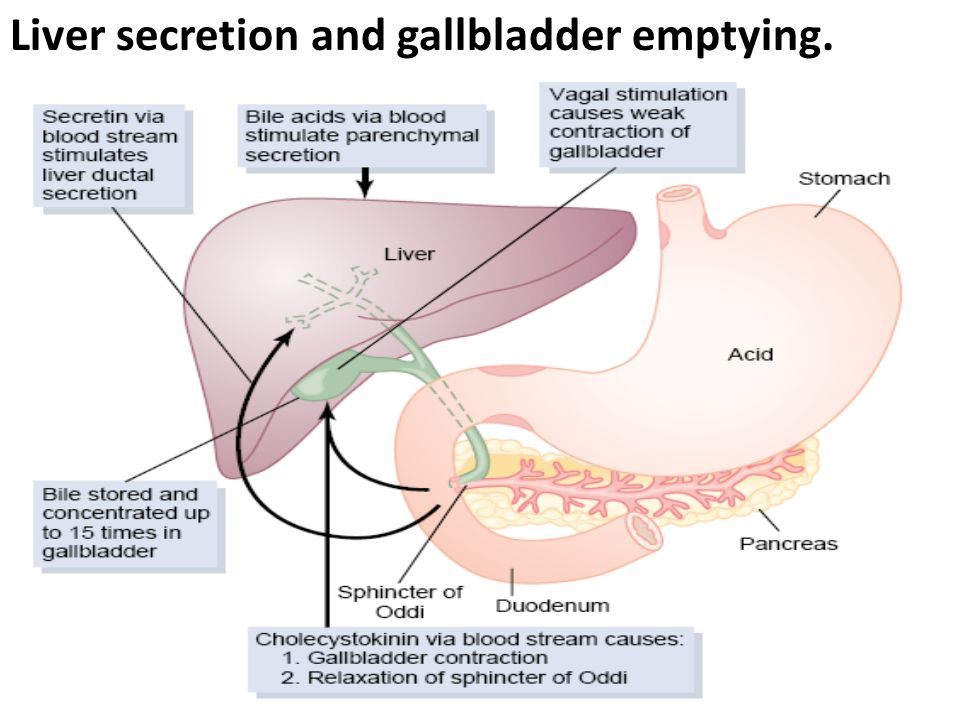 Liver secretion and gallbladder emptying.
Secretin via
blood stream
stimulates
liver ductal
secretion
Bile acids via blood
stimulate parenchymal
secretion
Vagal stimulation
causes weak
contraction of
gallbladder
Stomach
Liver
Acid
Bile stored and
concentrated up
to 15 times in
gallbladder
Pancreas
Sphincter of
Oddi
Duodenum
Cholecystokinin via blood stream causes:
1. Gallbladder contraction
2. Relaxation of sphincter of Oddi